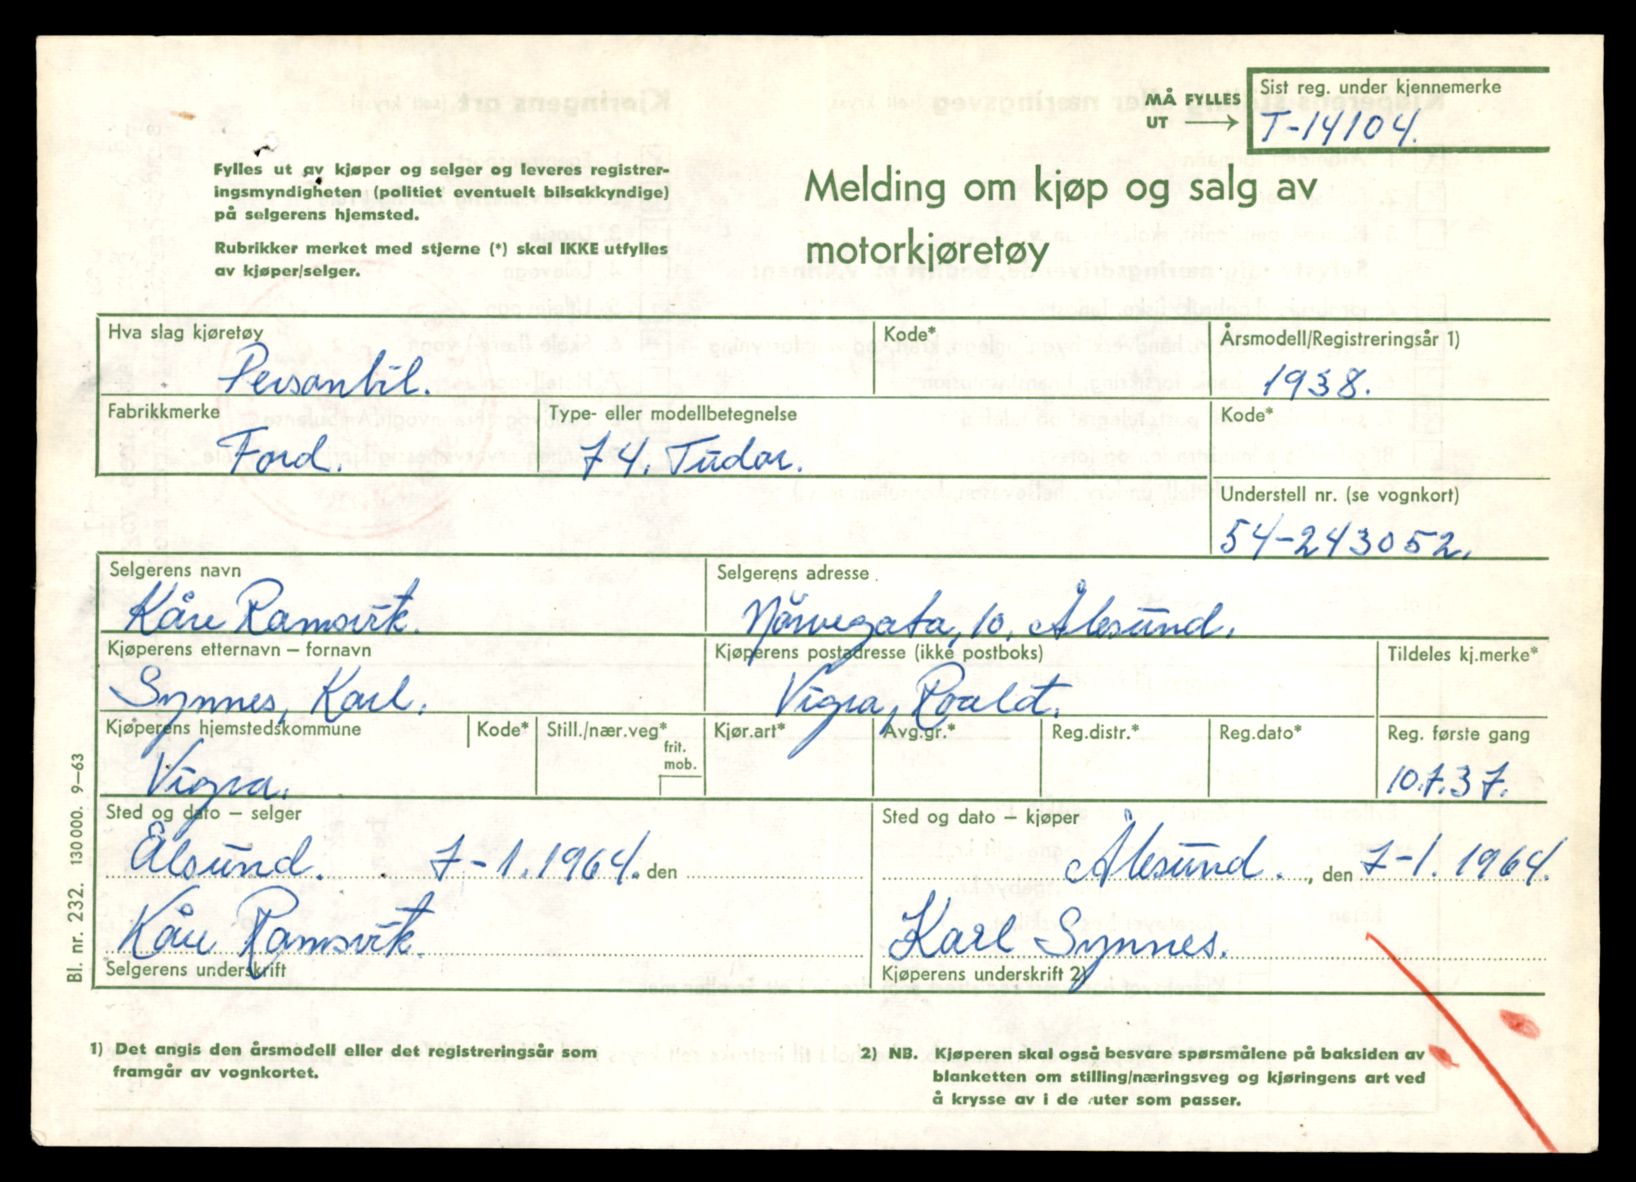 MÅ FYLLES UT →
Sist reg. under kjennemerke
T-14104.
Fylles ut av kjøper og selger og leveres registrer-
ingsmyndigheten (politiet eventuelt bilsakkyndige)
på selgerens hjemsted.
Rubrikker merket med stjerne (*) skal IKKE utfylles
av kjøper/selger.
Melding om kjøp og salg av
motorkjøretøy
Hva slag kjøretøy
Personbil.
Kode*
Årsmodell/Registreringsår 1)
1938.
Fabrikkmerke
Ford.
Type- eller modellbetegnelse
74. Tudor.
Kode*
Understell nr. (se vognkort)
54-243052.
Selgerens navn
Kåre Ramsvik.
Selgerens adresse
Nørvegata, 10, Ålesund.
Kjøperens etternavn – fornavn
Synnes, Karl.
Kjøperens postadresse (ikke postboks)
Vigra, Roald.
Tildeles kj.merke*
Kjøperens hjemstedskommune
Vigra.
Kode*
Still./nær.veg*
frit.
mob.
Kjør.art*
Avg.gr.*
Reg.distr.*
Reg.dato*
Reg. første gang
10.7.37.
Sted og dato – selger
Ålsund. 7-1.1964. den
Sted og dato – kjøper
Ålesund. , den 7-1.1964.
Kåre Ramsvik.
Selgerens underskrift
Karl Synnes.
Kjøperens underskrift 2)
Bl. nr. 232. 130000. 9–63
1) Det angis den årsmodell eller det registreringsår som
framgår av vognkortet.
2) NB. Kjøperen skal også besvare spørsmålene på baksiden av
blanketten om stilling/næringsveg og kjøringens art ved
å krysse av i de ruter som passer.